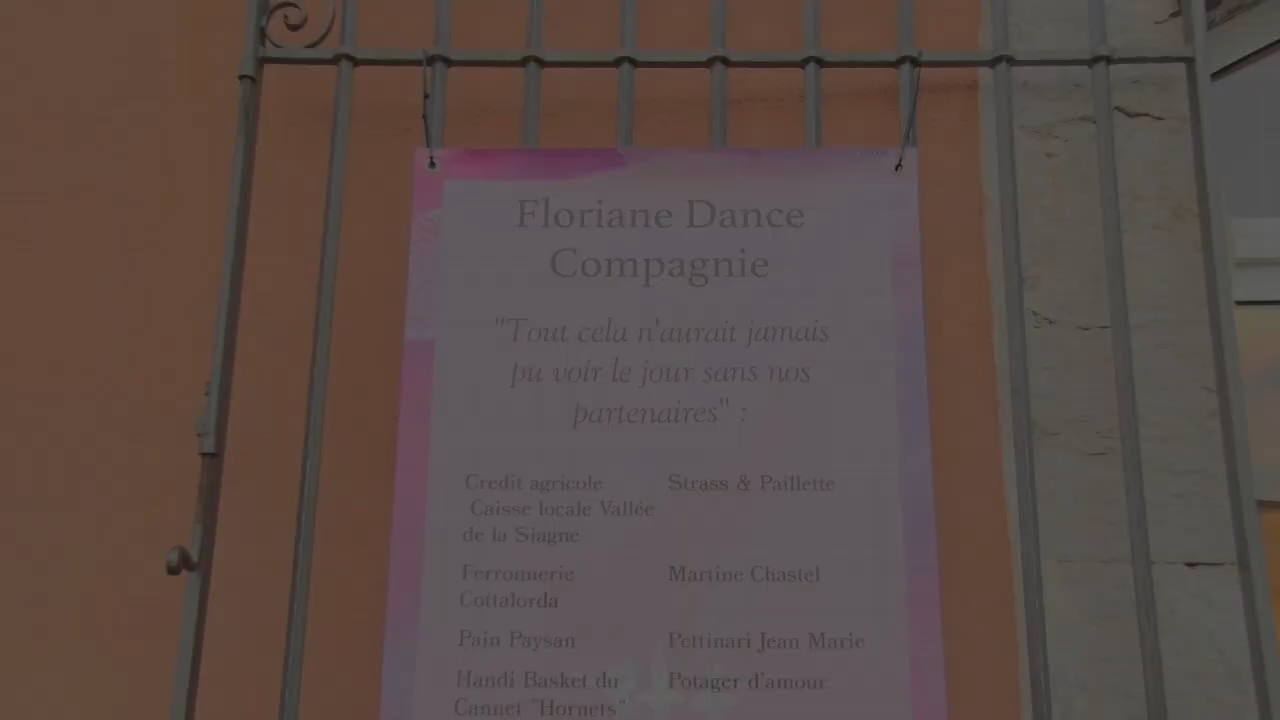 Floriane Dance
Compagnie
"Tout cela n'aurait jamais
pu voir le jour sans nos
partenaires" :
Credit agricole
Caisse locale Vallée
de la Siagne
Strass & Paillette
Ferronnerie
Cottalorda
Martine Chastel
Pain Paysan
Pettinari Jean Marie
Handi Basket du
Cannet "Hornets"
Potager d'amour